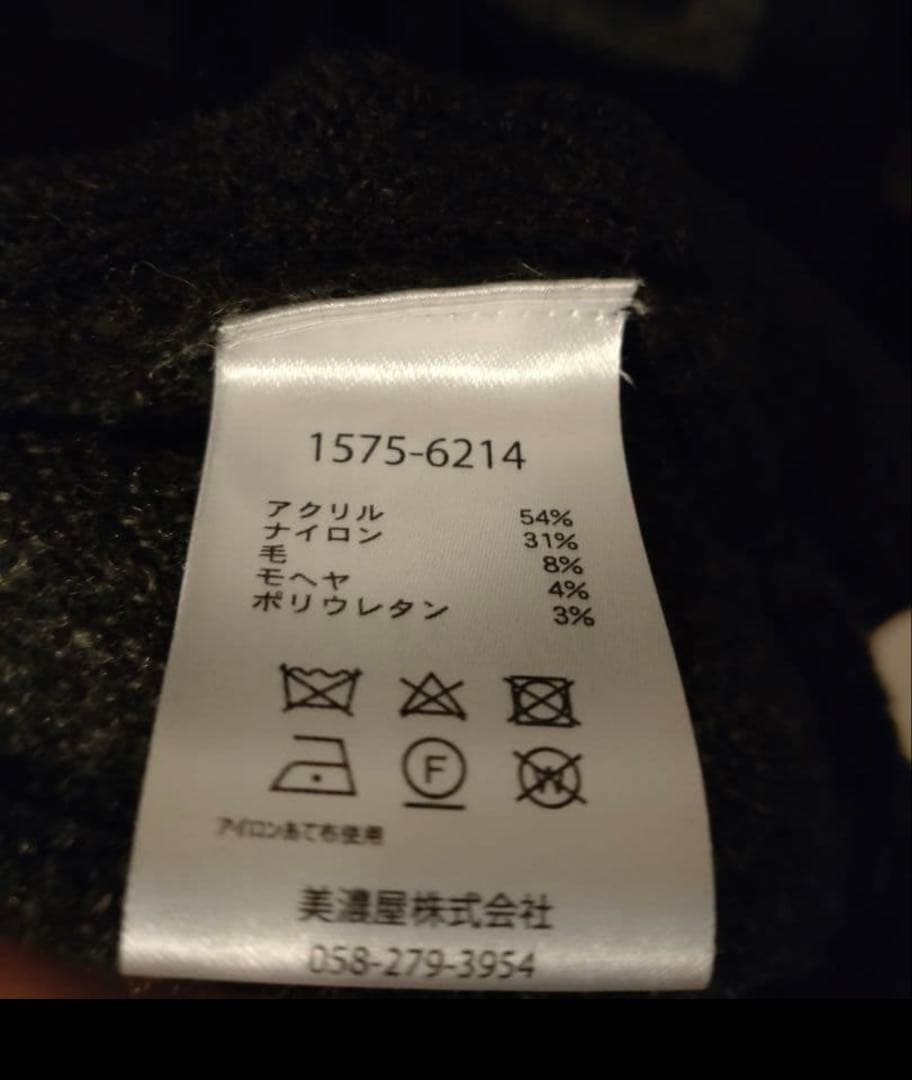 1575-6214
アクリル 54%
ナイロン 31%
毛 8%
モヘヤ 4%
ポリウレタン 3%
F W
アイロンあて布使用
美濃屋株式会社
058-279-3954